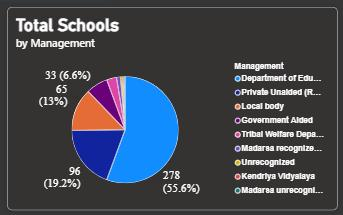 Total Schools
by Management
33 (6.6%)
65
(13%)
96
(19.2%)
278
(55.6%)
Management
Department of Edu...
Private Unaided (R...
Local body
Government Aided
Tribal Welfare Depa...
Madarsa recognize...
Unrecognized
Kendriya Vidyalaya
Madarsa unrecogni...